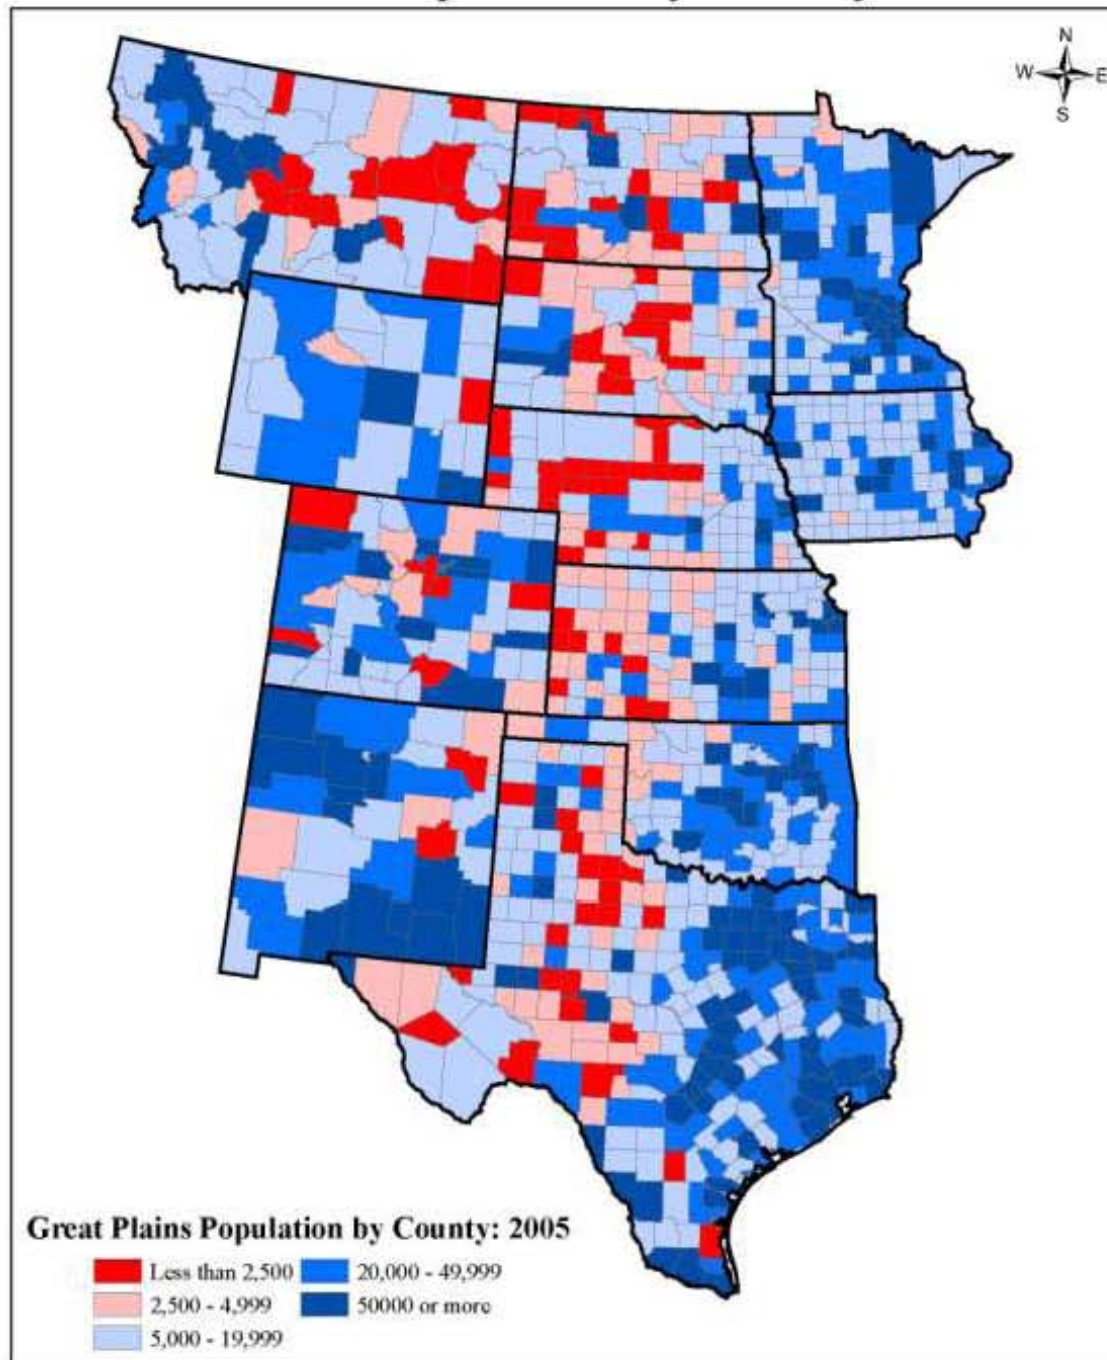 N
W E
S
Great Plains Population by County: 2005
Less than 2,500 20,000 - 49,999
2,500 - 4,999 50000 or more
5,000 - 19,999